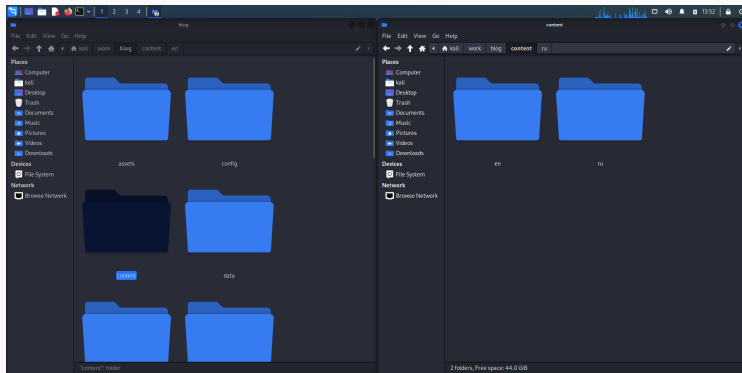 1 2 3 4
13:52
blog
File Edit View Go Help
kali work blog content en
Places
Computer
kali
Desktop
Trash
Documents
Music
Pictures
Videos
Downloads
Devices
File System
Network
Browse Network
assets
config
content
data
"content": folder
content
File Edit View Go Help
kali work blog content ru
Places
Computer
kali
Desktop
Trash
Documents
Music
Pictures
Videos
Downloads
Devices
File System
Network
Browse Network
en
ru
2 folders, Free space: 44.0 GiB